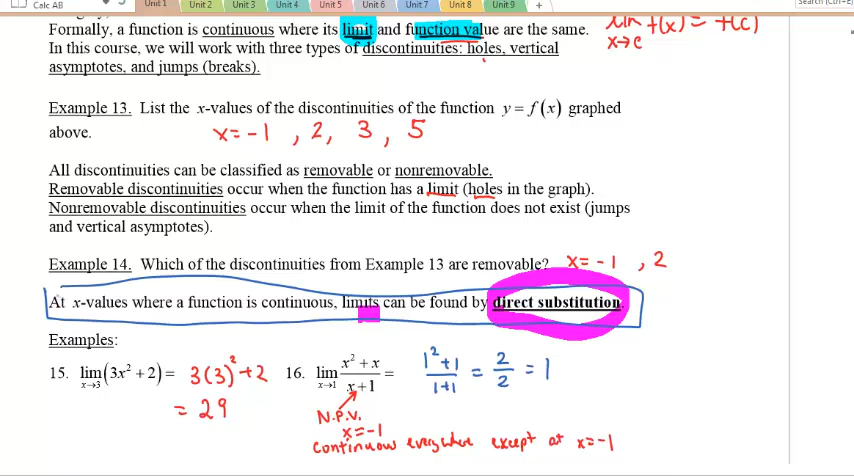 Calc AB Unit 1 Unit 2 Unit 3 Unit 4 Unit 5 Unit 6 Unit 7 Unit 8 Unit 9 Search (Ctrl+E)
Formally, a function is continuous where its limit and function value are the same. lim f(x) = f(c)
In this course, we will work with three types of discontinuities: holes, vertical x→c
asymptotes, and jumps (breaks).
Example 13. List the x-values of the discontinuities of the function y = f(x) graphed
above. x = -1 , 2, 3, 5
All discontinuities can be classified as removable or nonremovable.
Removable discontinuities occur when the function has a limit (holes in the graph).
Nonremovable discontinuities occur when the limit of the function does not exist (jumps
and vertical asymptotes).
Example 14. Which of the discontinuities from Example 13 are removable? x = -1 , 2
At x-values where a function is continuous, limits can be found by direct substitution.
Examples:
15. lim x→3 (3x² + 2) = 3(3)² + 2 16. lim x→1 (x² + x)/(x + 1) = (1² + 1)/(1 + 1) = 2/2 = 1
= 29
N.P.V.
x = -1
Continuous everywhere except at x = -1